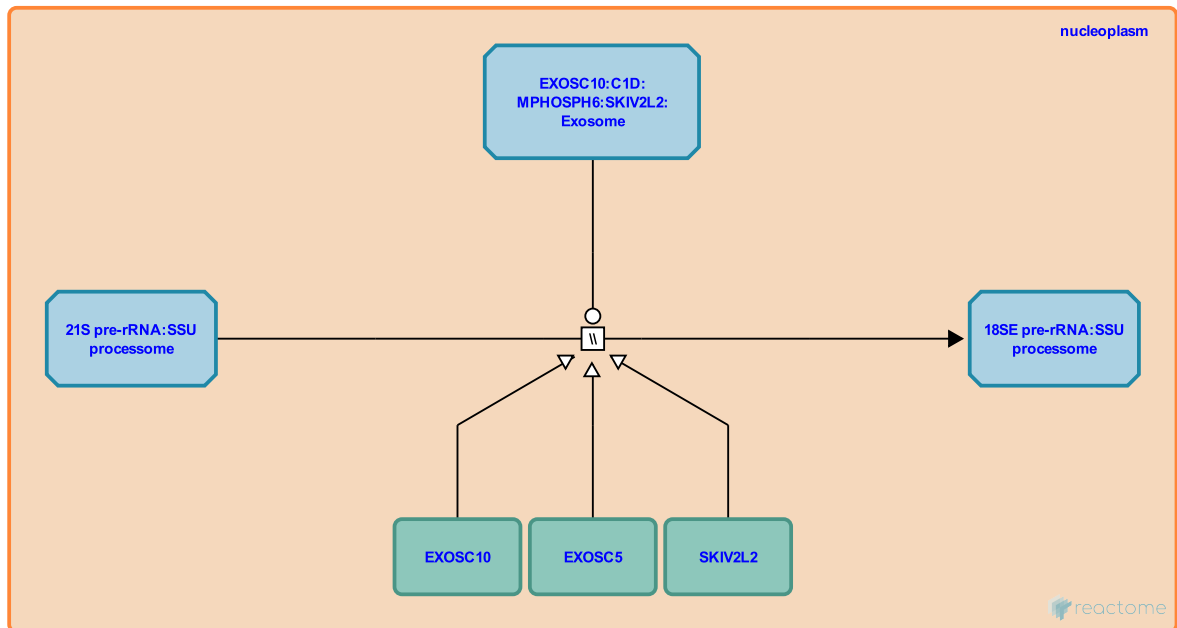 nucleoplasm
EXOSC10:C1D:
MPHOSPH6:SKIV2L2:
Exosome
21S pre-rRNA:SSU
processome
\\
18SE pre-rRNA:SSU
processome
EXOSC10
EXOSC5
SKIV2L2
reactome